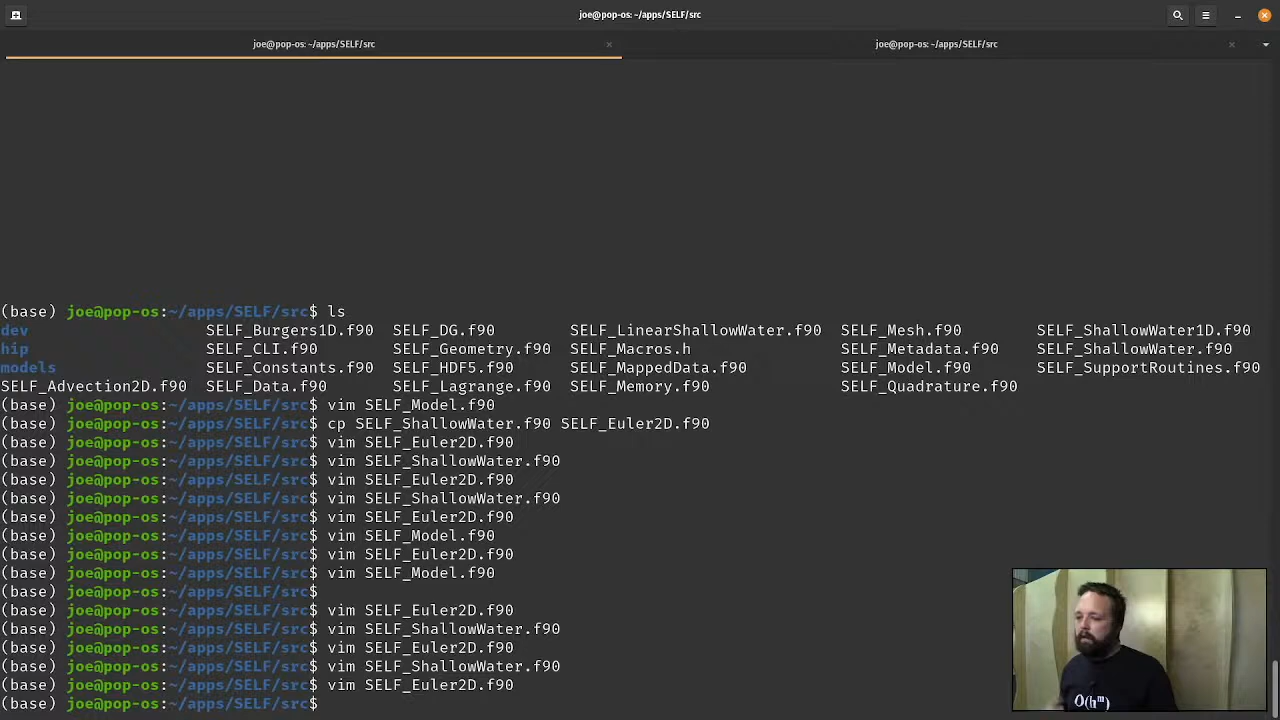 joe@pop-os: ~/apps/SELF/src
joe@pop-os: ~/apps/SELF/src × joe@pop-os: ~/apps/SELF/src ×
(base) joe@pop-os:~/apps/SELF/src$ ls
dev SELF_Burgers1D.f90 SELF_DG.f90 SELF_LinearShallowWater.f90 SELF_Mesh.f90 SELF_ShallowWater1D.f90
hip SELF_CLI.f90 SELF_Geometry.f90 SELF_Macros.h SELF_Metadata.f90 SELF_ShallowWater.f90
models SELF_Constants.f90 SELF_HDF5.f90 SELF_MappedData.f90 SELF_Model.f90 SELF_SupportRoutines.f90
SELF_Advection2D.f90 SELF_Data.f90 SELF_Lagrange.f90 SELF_Memory.f90 SELF_Quadrature.f90
(base) joe@pop-os:~/apps/SELF/src$ vim SELF_Model.f90
(base) joe@pop-os:~/apps/SELF/src$ cp SELF_ShallowWater.f90 SELF_Euler2D.f90
(base) joe@pop-os:~/apps/SELF/src$ vim SELF_Euler2D.f90
(base) joe@pop-os:~/apps/SELF/src$ vim SELF_ShallowWater.f90
(base) joe@pop-os:~/apps/SELF/src$ vim SELF_Euler2D.f90
(base) joe@pop-os:~/apps/SELF/src$ vim SELF_ShallowWater.f90
(base) joe@pop-os:~/apps/SELF/src$ vim SELF_Euler2D.f90
(base) joe@pop-os:~/apps/SELF/src$ vim SELF_Model.f90
(base) joe@pop-os:~/apps/SELF/src$ vim SELF_Euler2D.f90
(base) joe@pop-os:~/apps/SELF/src$ vim SELF_Model.f90
(base) joe@pop-os:~/apps/SELF/src$
(base) joe@pop-os:~/apps/SELF/src$ vim SELF_Euler2D.f90
(base) joe@pop-os:~/apps/SELF/src$ vim SELF_ShallowWater.f90
(base) joe@pop-os:~/apps/SELF/src$ vim SELF_Euler2D.f90
(base) joe@pop-os:~/apps/SELF/src$ vim SELF_ShallowWater.f90
(base) joe@pop-os:~/apps/SELF/src$ vim SELF_Euler2D.f90
(base) joe@pop-os:~/apps/SELF/src$
O(hᵐ)